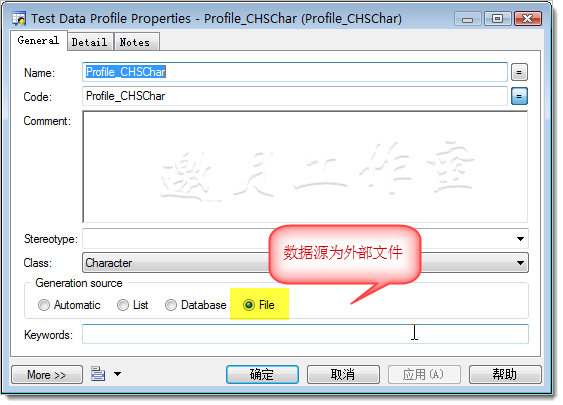 Test Data Profile Properties - Profile_CHSChar (Profile_CHSChar)
General Detail Notes
Name: Profile_CHSChar =
Code: Profile_CHSChar =
Comment:
邀月工作室
Stereotype:
数据源为外部文件
Class: Character
Generation source
Automatic List Database File
Keywords:
More >> 确定 取消 应用(A) 帮助